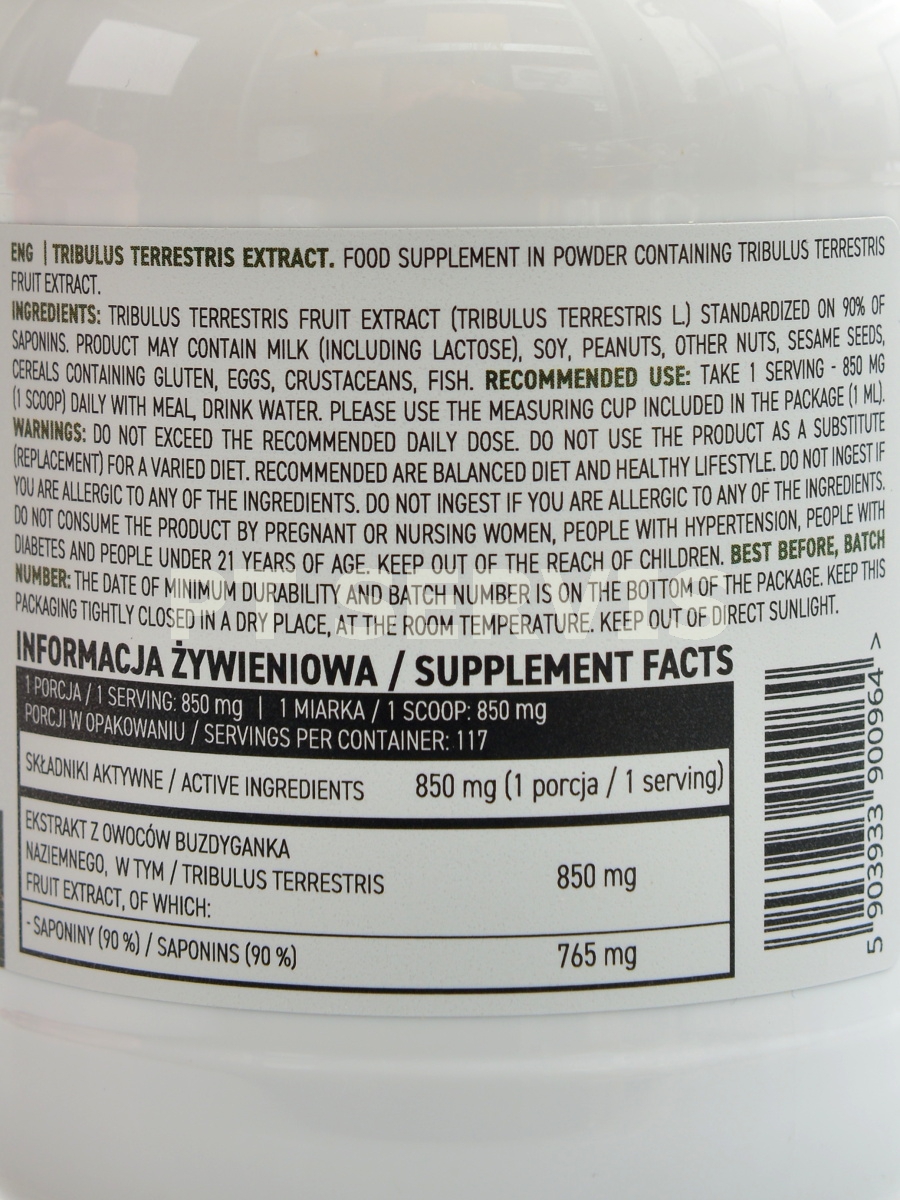 ENG | TRIBULUS TERRESTRIS EXTRACT. FOOD SUPPLEMENT IN POWDER CONTAINING TRIBULUS TERRESTRIS
FRUIT EXTRACT.
INGREDIENTS: TRIBULUS TERRESTRIS FRUIT EXTRACT (TRIBULUS TERRESTRIS L.) STANDARDIZED ON 90% OF
SAPONINS. PRODUCT MAY CONTAIN MILK (INCLUDING LACTOSE), SOY, PEANUTS, OTHER NUTS, SESAME SEEDS,
CEREALS CONTAINING GLUTEN, EGGS, CRUSTACEANS, FISH. RECOMMENDED USE: TAKE 1 SERVING - 850 MG
(1 SCOOP) DAILY WITH MEAL, DRINK WATER. PLEASE USE THE MEASURING CUP INCLUDED IN THE PACKAGE (1 ML).
WARNINGS: DO NOT EXCEED THE RECOMMENDED DAILY DOSE. DO NOT USE THE PRODUCT AS A SUBSTITUTE
(REPLACEMENT) FOR A VARIED DIET. RECOMMENDED ARE BALANCED DIET AND HEALTHY LIFESTYLE. DO NOT INGEST IF
YOU ARE ALLERGIC TO ANY OF THE INGREDIENTS. DO NOT INGEST IF YOU ARE ALLERGIC TO ANY OF THE INGREDIENTS.
DO NOT CONSUME THE PRODUCT BY PREGNANT OR NURSING WOMEN, PEOPLE WITH HYPERTENSION, PEOPLE WITH
DIABETES AND PEOPLE UNDER 21 YEARS OF AGE. KEEP OUT OF THE REACH OF CHILDREN. BEST BEFORE, BATCH
NUMBER: THE DATE OF MINIMUM DURABILITY AND BATCH NUMBER IS ON THE BOTTOM OF THE PACKAGE. KEEP THIS
PACKAGING TIGHTLY CLOSED IN A DRY PLACE, AT THE ROOM TEMPERATURE. KEEP OUT OF DIRECT SUNLIGHT.
PT SERVIS
INFORMACJA ŻYWIENIOWA / SUPPLEMENT FACTS
1 PORCJA / 1 SERVING: 850 mg | 1 MIARKA / 1 SCOOP: 850 mg
PORCJI W OPAKOWANIU / SERVINGS PER CONTAINER: 117
SKŁADNIKI AKTYWNE / ACTIVE INGREDIENTS 850 mg (1 porcja / 1 serving)
EKSTRAKT Z OWOCÓW BUZDYGANKA
NAZIEMNEGO, W TYM / TRIBULUS TERRESTRIS 850 mg
FRUIT EXTRACT, OF WHICH:
- SAPONINY (90 %) / SAPONINS (90 %) 765 mg
5 903933 900964 >